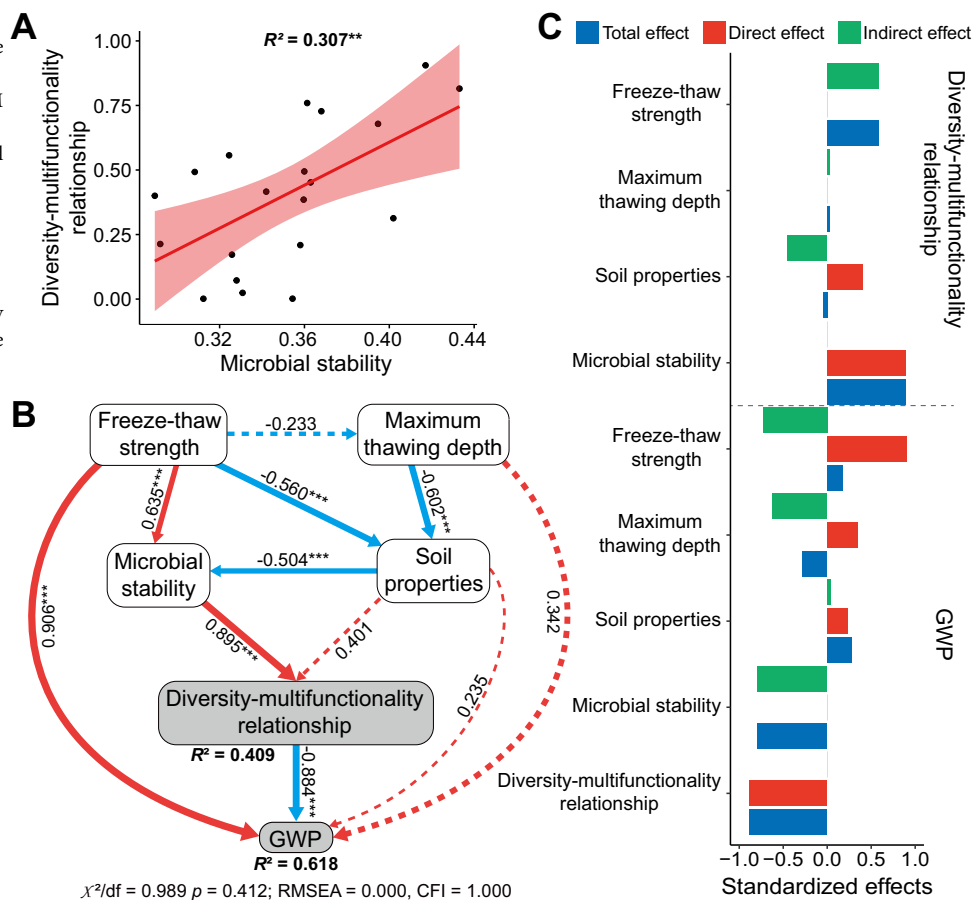 e
I
l
y
e
A
R² = 0.307**
1.00
0.75
0.50
0.25
0.00
Diversity-multifunctionality
relationship
0.32
0.36
0.40
0.44
Microbial stability
B
Freeze-thaw
strength
-0.233
Maximum
thawing depth
0.635***
-0.560***
-0.602***
Microbial
stability
-0.504***
Soil
properties
0.906***
0.895***
0.401
0.342
0.235
Diversity-multifunctionality
relationship
R² = 0.409
-0.884***
GWP
R² = 0.618
χ²/df = 0.989 p = 0.412; RMSEA = 0.000, CFI = 1.000
C
Total effect
Direct effect
Indirect effect
Freeze-thaw
strength
Maximum
thawing depth
Soil properties
Microbial stability
Diversity-multifunctionality
relationship
Freeze-thaw
strength
Maximum
thawing depth
Soil properties
Microbial stability
Diversity-multifunctionality
relationship
GWP
−1.0
−0.5
0.0
0.5
1.0
Standardized effects